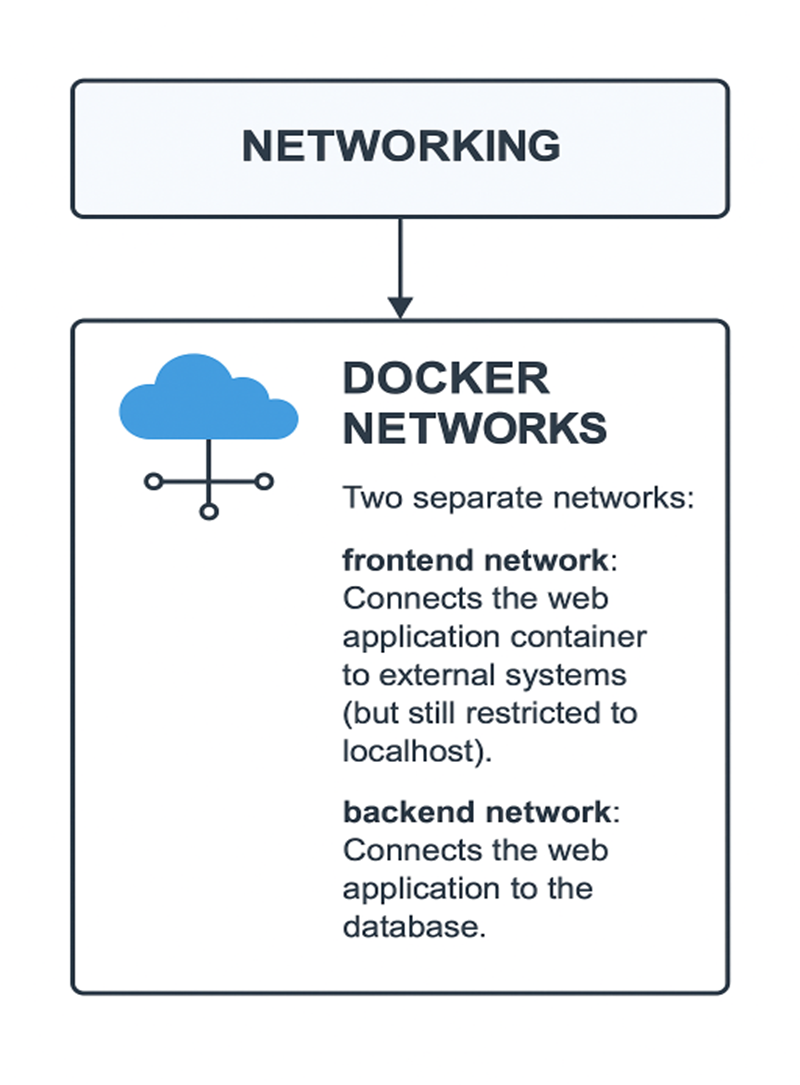 NETWORKING
DOCKER
NETWORKS
Two separate networks:
frontend network:
Connects the web
application container
to external systems
(but still restricted to
localhost).
backend network:
Connects the web
application to the
database.